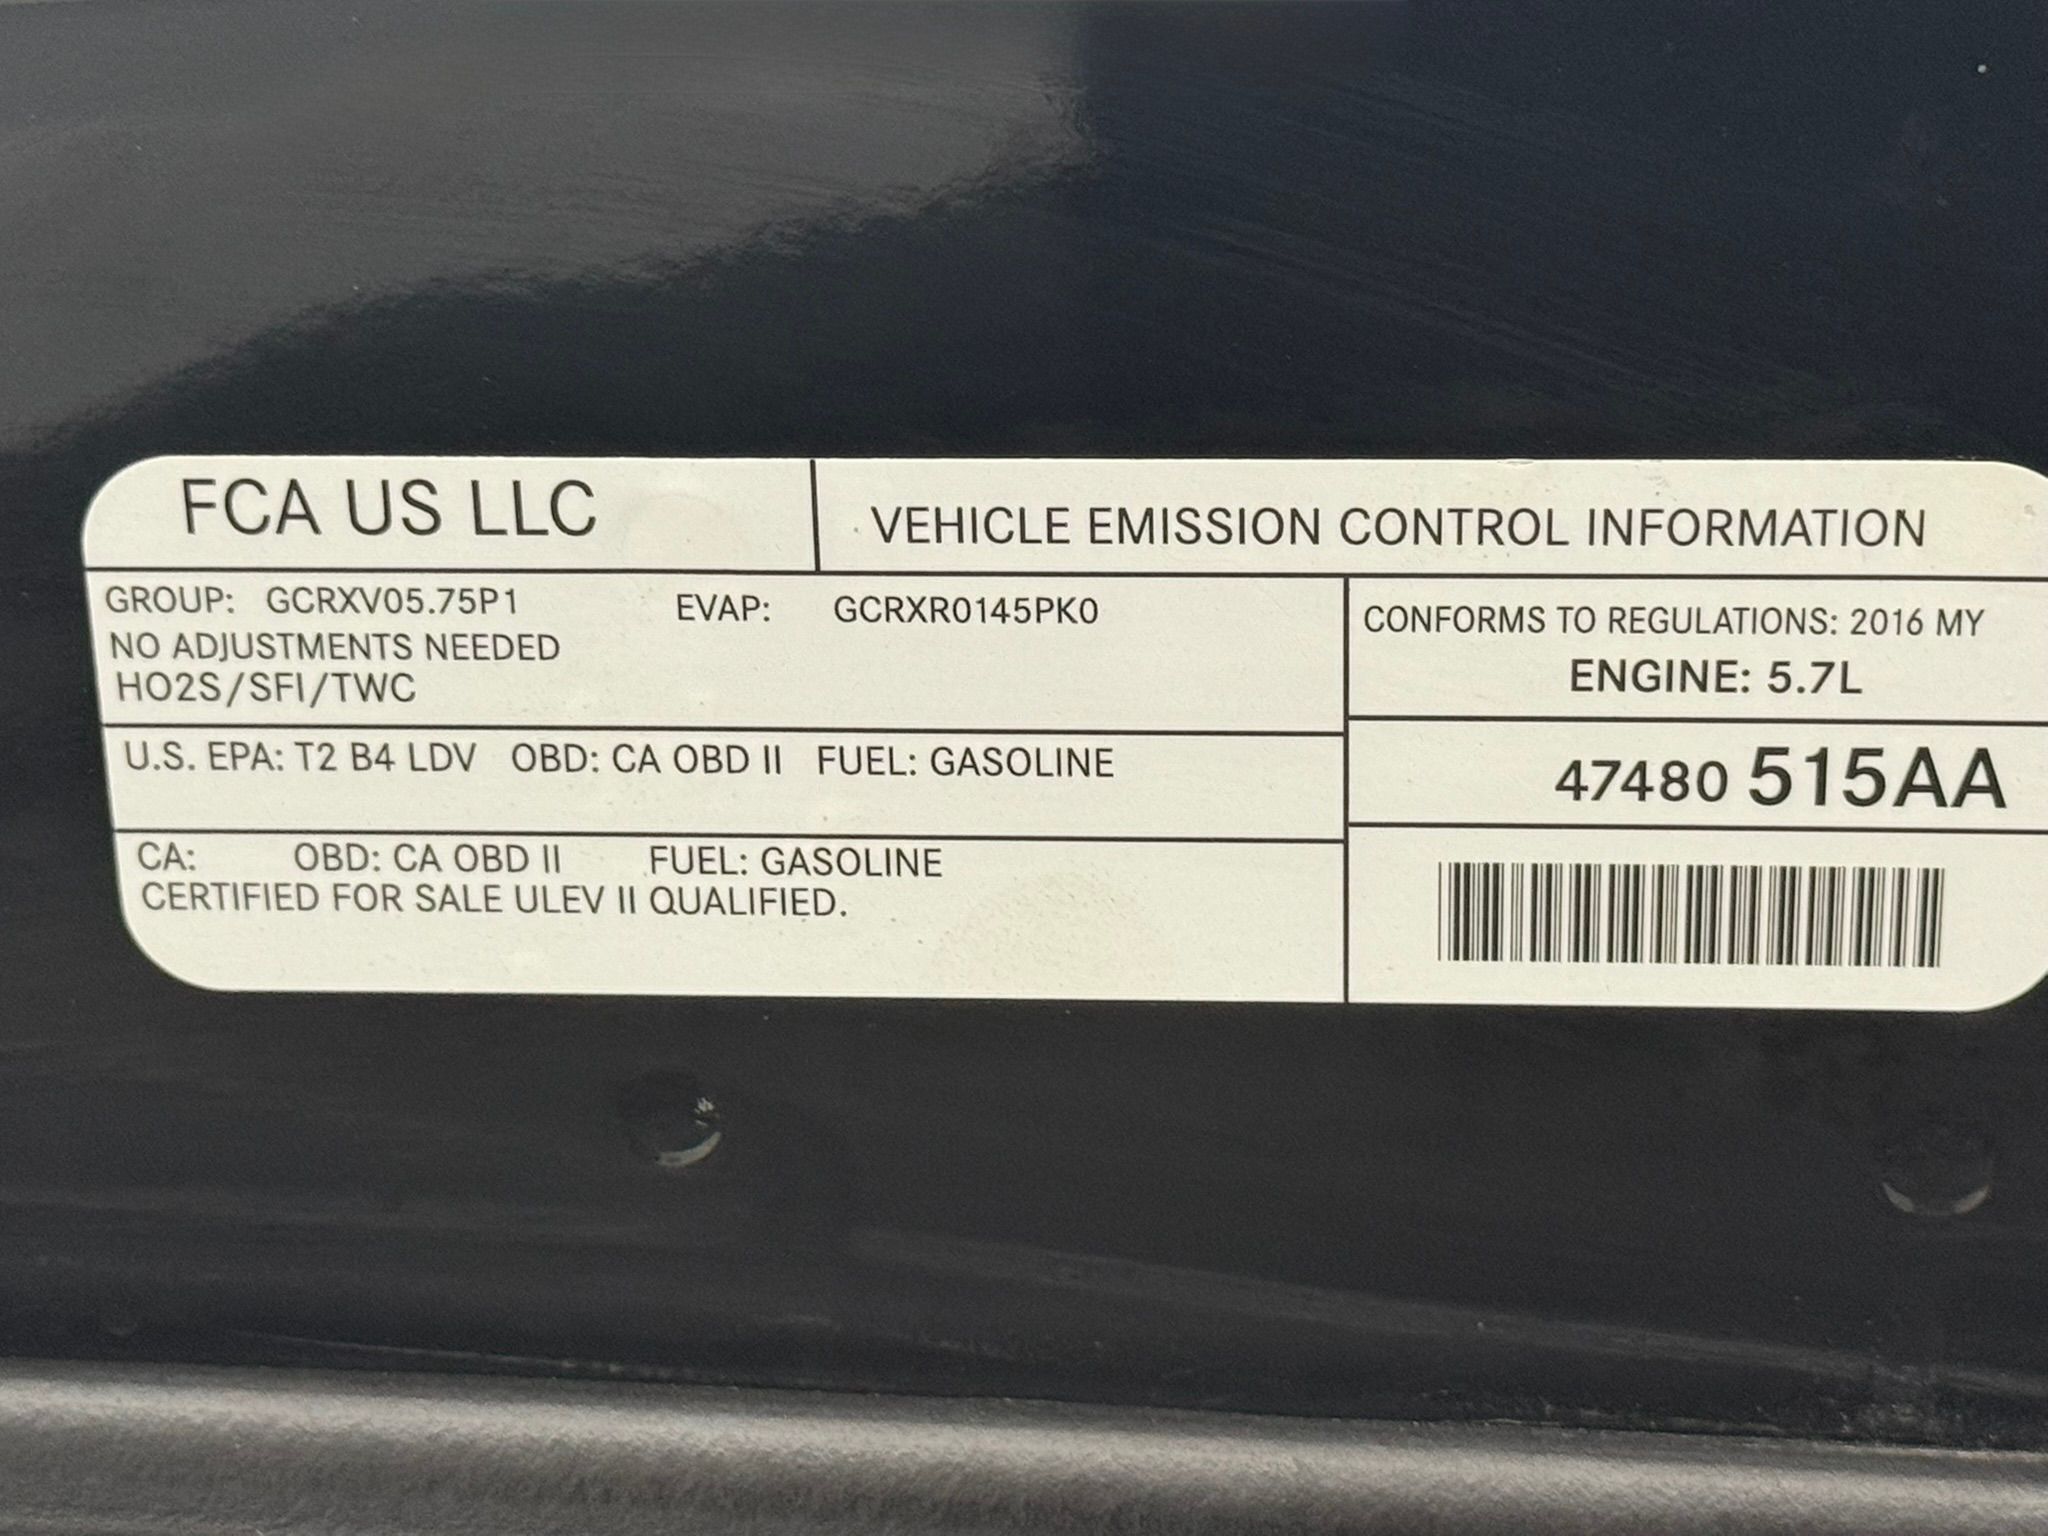 FCA US LLC
VEHICLE EMISSION CONTROL INFORMATION
GROUP: GCRXV05.75P1 EVAP: GCRXR0145PK0
NO ADJUSTMENTS NEEDED
HO2S/SFI/TWC
CONFORMS TO REGULATIONS: 2016 MY
ENGINE: 5.7L
U.S. EPA: T2 B4 LDV OBD: CA OBD II FUEL: GASOLINE
47480 515AA
CA: OBD: CA OBD II FUEL: GASOLINE
CERTIFIED FOR SALE ULEV II QUALIFIED.